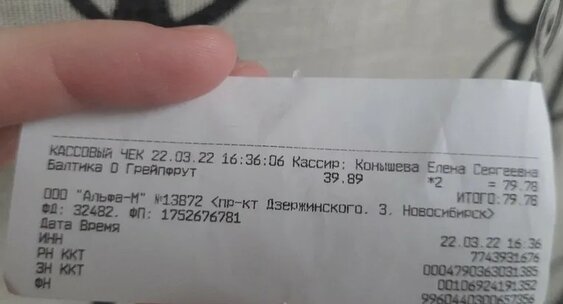 КАССОВЫЙ ЧЕК 22.03.22 16:36:06 Кассир: Конышева Елена Сергеевна
Балтика 0 Грейпфрут 39.89 *2 = 79.78
ИТОГО:79.78
ООО "Альфа-М" №13872 <пр-кт Дзержинского, 3, Новосибирск>
ФД: 32482. ФП: 1752676781
Дата Время 22.03.22 16:36
ИНН 7743931676
РН ККТ 0004790363031385
ЗН ККТ 00106924191352
ФН 9960440300657356